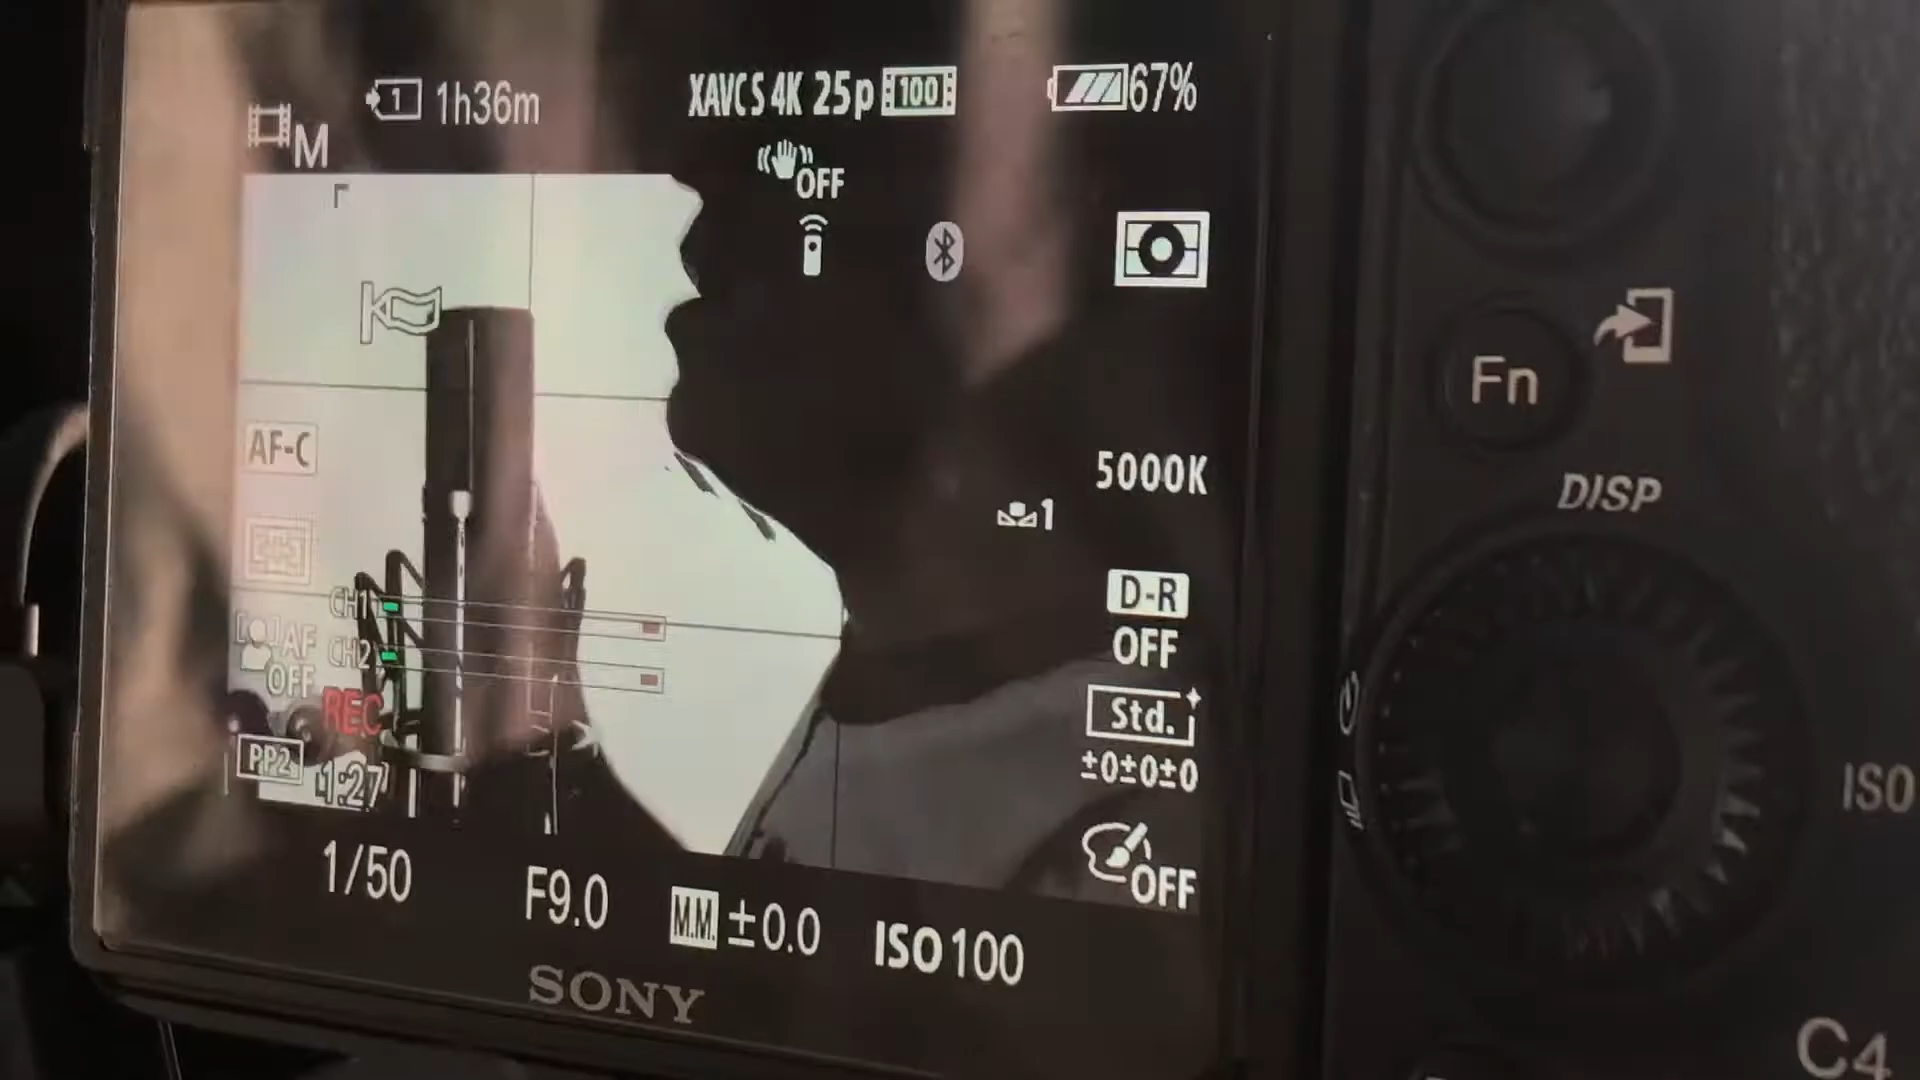 1 1h36m XAVC S 4K 25p 100 67%
M
OFF
AF-C
5000K
1
CH1
D-R
OFF
AF
OFF
CH2
REC
Std.
±0±0±0
PP2
1:27
OFF
1/50 F9.0 M.M. ±0.0 ISO 100
SONY
Fn
DISP
ISO
C4